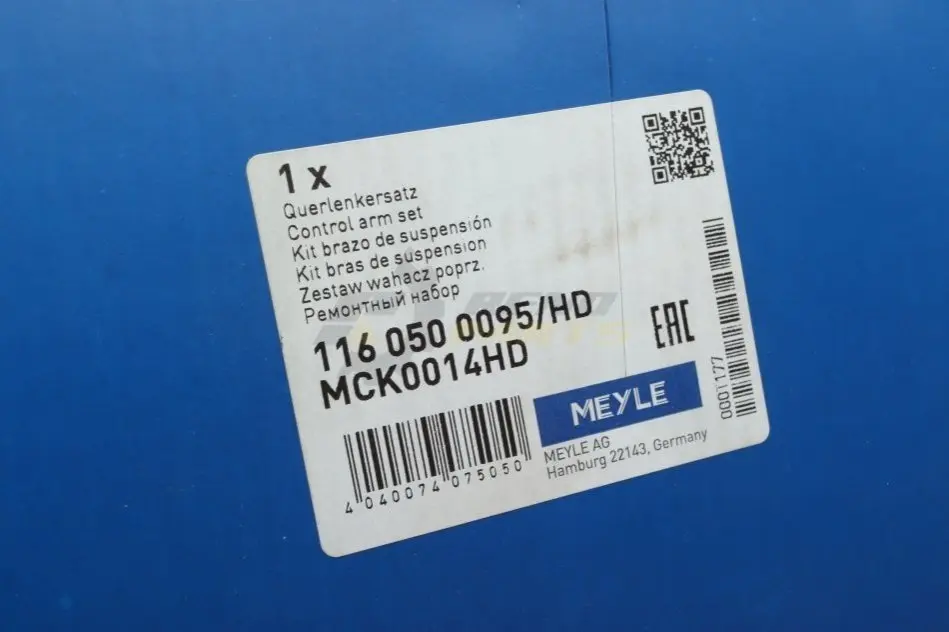 1 x
Querlenkersatz
Control arm set
Kit brazo de suspensión
Kit bras de suspension
Zestaw wahacz poprz.
Ремонтный набор
116 050 0095/HD
MCK0014HD
EAC
MEYLE
MEYLE AG
Hamburg 22143, Germany
4 040074 075050
000T177